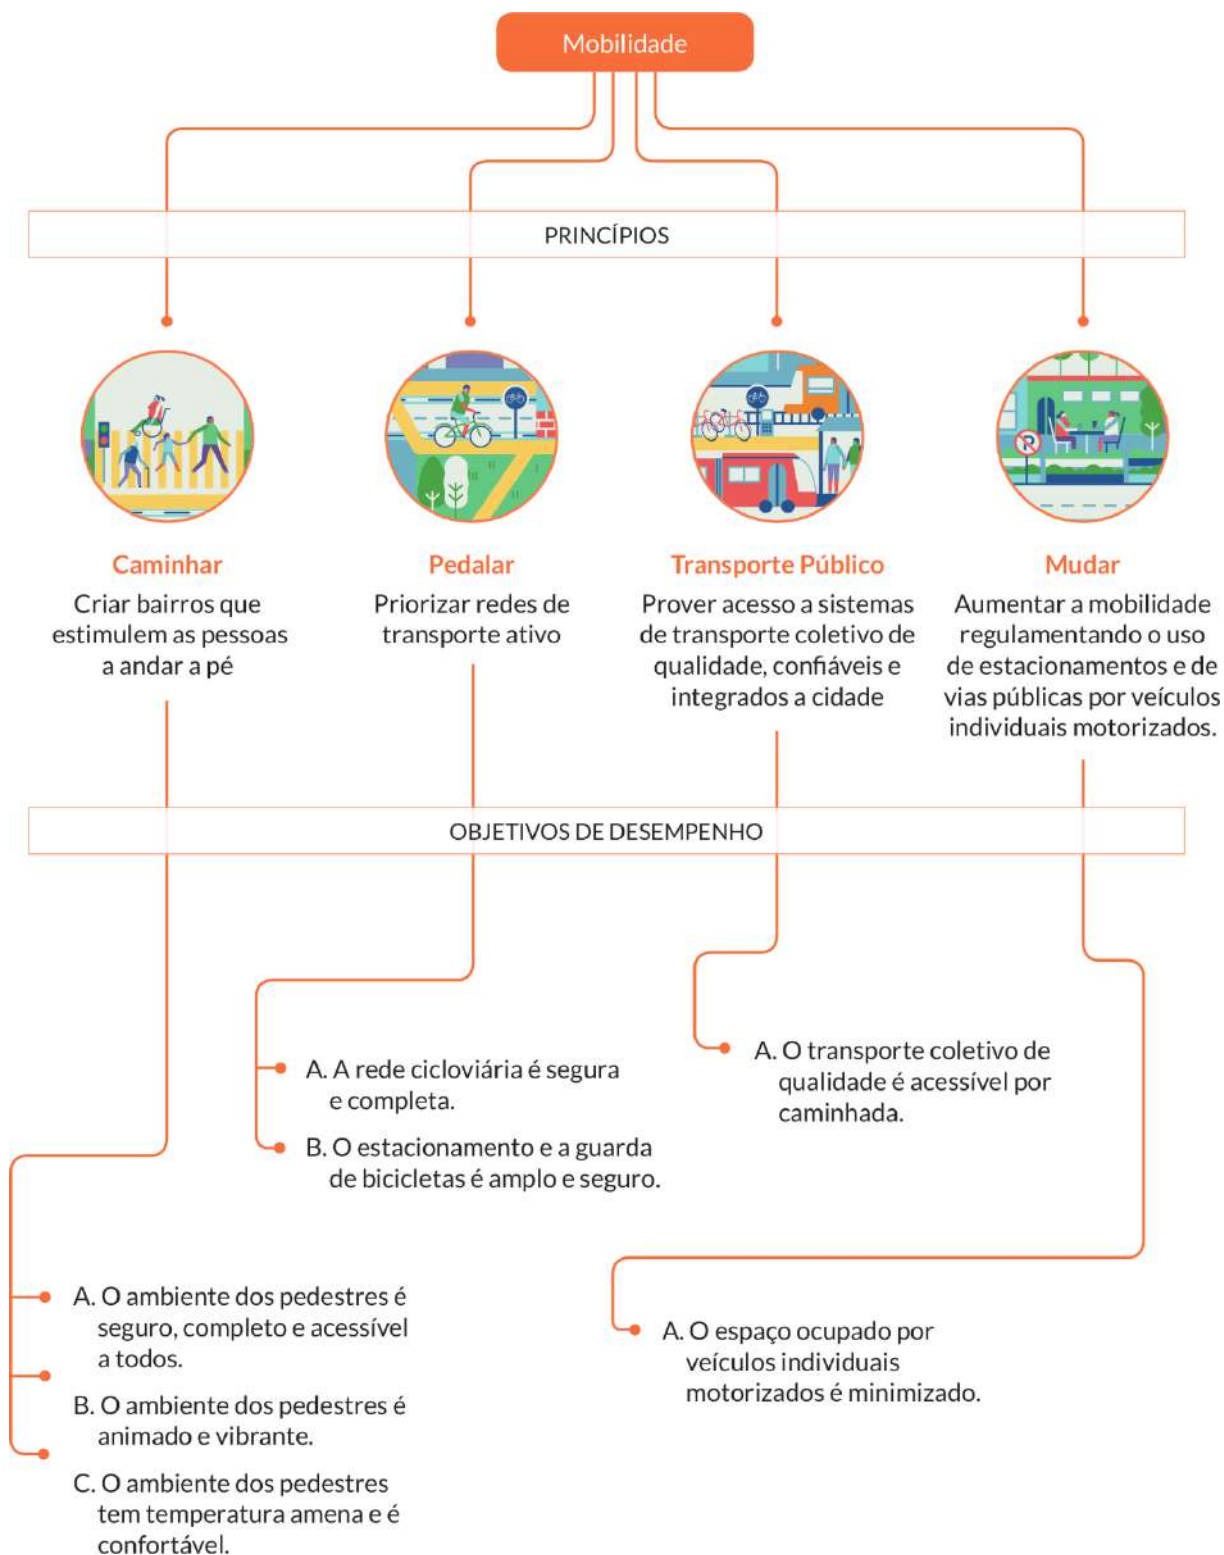 Mobilidade
PRINCÍPIOS
Caminhar
Criar bairros que
estimulem as pessoas
a andar a pé
Pedalar
Priorizar redes de
transporte ativo
Transporte Público
Prover acesso a sistemas
de transporte coletivo de
qualidade, confiáveis e
integrados a cidade
Mudar
Aumentar a mobilidade
regulamentando o uso
de estacionamentos e de
vias públicas por veículos
individuais motorizados.
OBJETIVOS DE DESEMPENHO
A. O ambiente dos pedestres é
seguro, completo e acessível
a todos.
B. O ambiente dos pedestres é
animado e vibrante.
C. O ambiente dos pedestres
tem temperatura amena e é
confortável.
A. A rede cicloviária é segura
e completa.
B. O estacionamento e a guarda
de bicicletas é amplo e seguro.
A. O transporte coletivo de
qualidade é acessível por
caminhada.
A. O espaço ocupado por
veículos individuais
motorizados é minimizado.
P